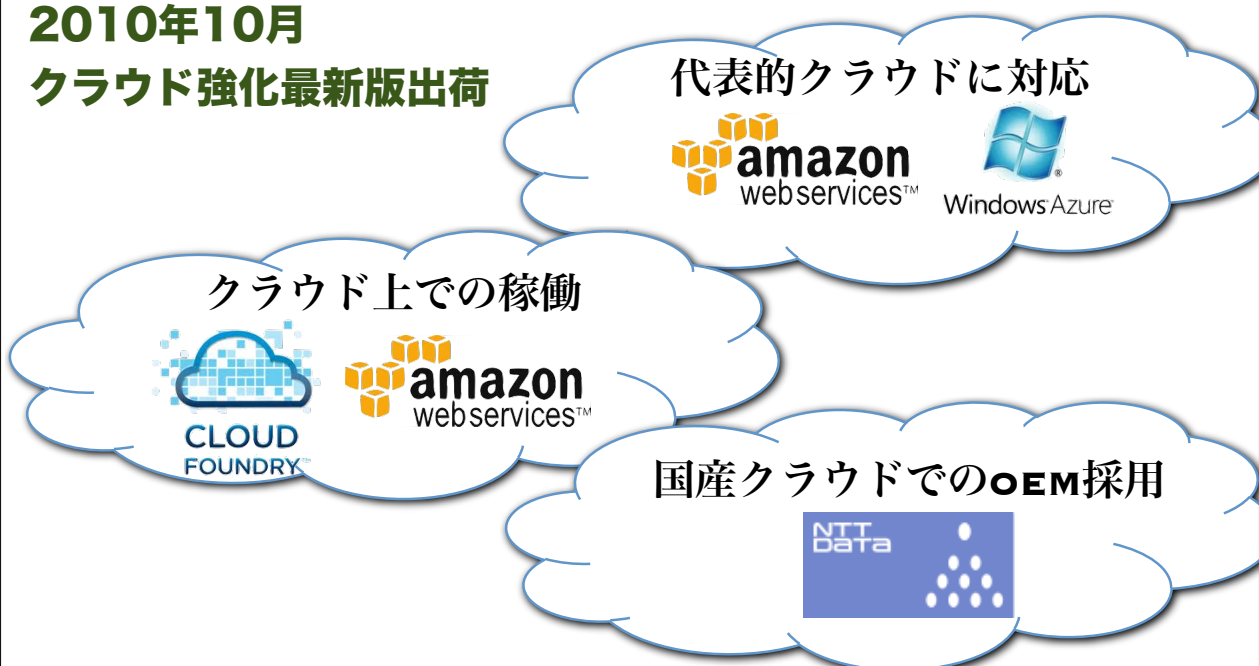 2010年10月
クラウド強化最新版出荷
代表的クラウドに対応
amazon
webservices™
Windows Azure
クラウド上での稼働
CLOUD
FOUNDRY™
amazon
webservices™
国産クラウドでのOEM採用
NTT
DATA